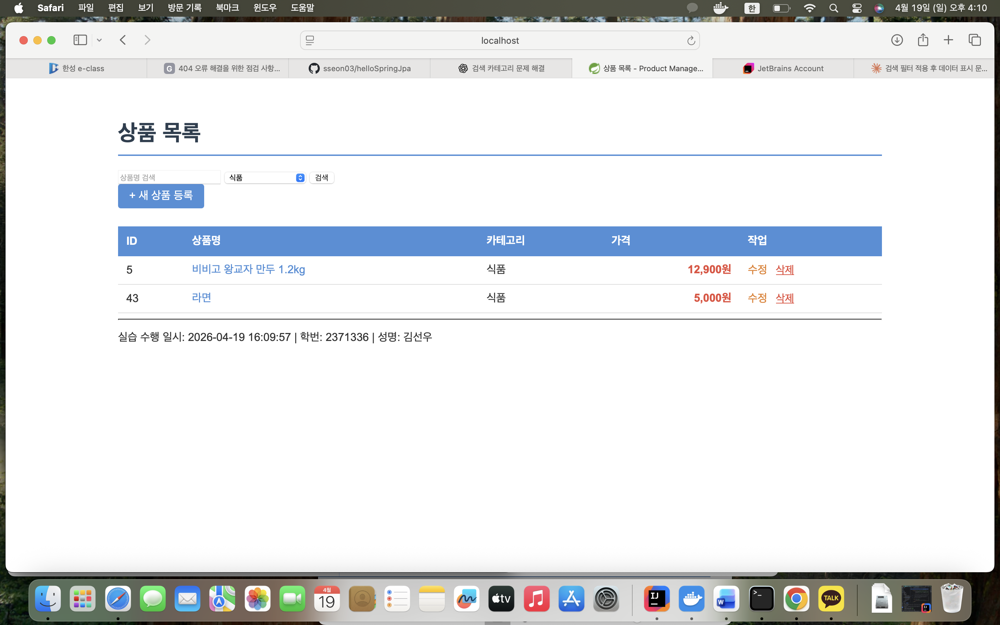 Safari 파일 편집 보기 방문 기록 북마크 윈도우 도움말 한 4월 19일 (일) 오후 4:10
localhost
한성 e-class G 404 오류 해결을 위한 점검 사항... sseon03/helloSpringJpa 검색 카테고리 문제 해결 상품 목록 - Product Manage... JetBrains Account 검색 필터 적용 후 데이터 표시 문...
상품 목록
상품명 검색 식품 검색
+ 새 상품 등록
ID 상품명 카테고리 가격 작업
5 비비고 왕교자 만두 1.2kg 식품 12,900원 수정 삭제
43 라면 식품 5,000원 수정 삭제
실습 수행 일시: 2026-04-19 16:09:57 | 학번: 2371336 | 성명: 김선우
4월
19
tv
IJ
W
>_
TALK
IJ